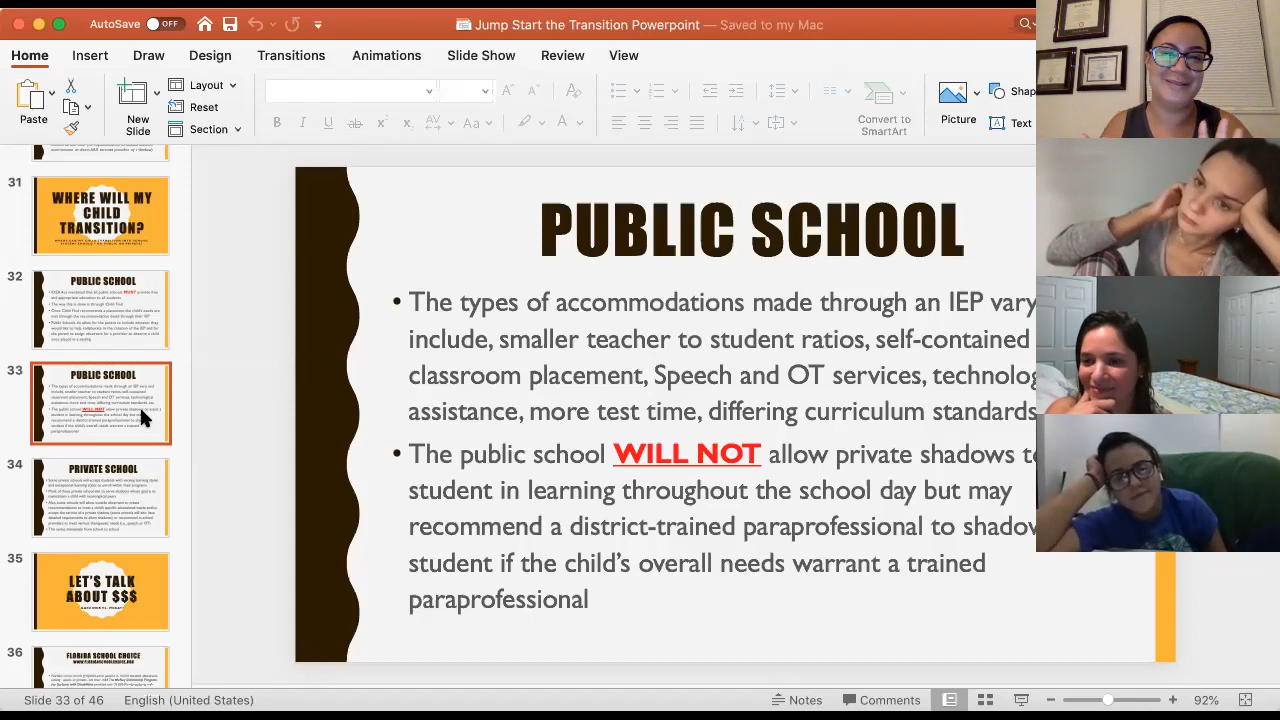 AutoSave OFF
Jump Start the Transition Powerpoint — Saved to my Mac
Home Insert Draw Design Transitions Animations Slide Show Review View
Paste
New
Slide
Layout
Reset
Section
B I U
Convert to
SmartArt
Picture
Shap
Text
31
WHERE WILL MY
CHILD
TRANSITION?
32
PUBLIC SCHOOL
33
PUBLIC SCHOOL
34
PRIVATE SCHOOL
35
LET'S TALK
ABOUT $$$
36
FLORIDA SCHOOL CHOICE
WWW.FLORIDASCHOOLCHOICE.ORG
PUBLIC SCHOOL
• The types of accommodations made through an IEP vary
include, smaller teacher to student ratios, self-contained
classroom placement, Speech and OT services, technolog
assistance, more test time, differing curriculum standards
• The public school WILL NOT allow private shadows to
student in learning throughout the school day but may
recommend a district-trained paraprofessional to shadow
student if the child's overall needs warrant a trained
paraprofessional
Slide 33 of 46 English (United States)
Notes Comments 92%